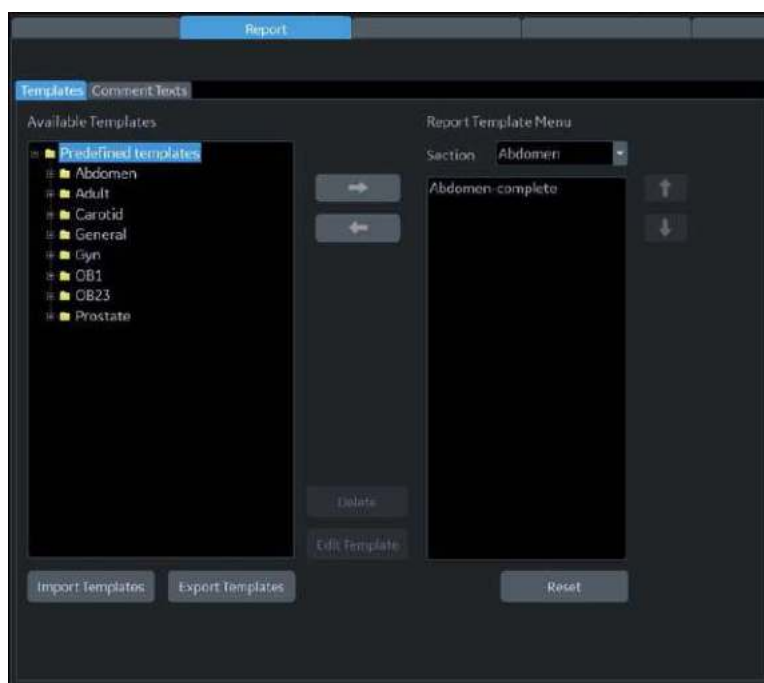 Report
Templates Comment Texts
Available Templates
Predefined templates
Abdomen
Adult
Carotid
General
Gyn
OB1
OB23
Prostate
Import Templates Export Templates
Delete
Edit Template
Report Template Menu
Section Abdomen
Abdomen-complete
Reset